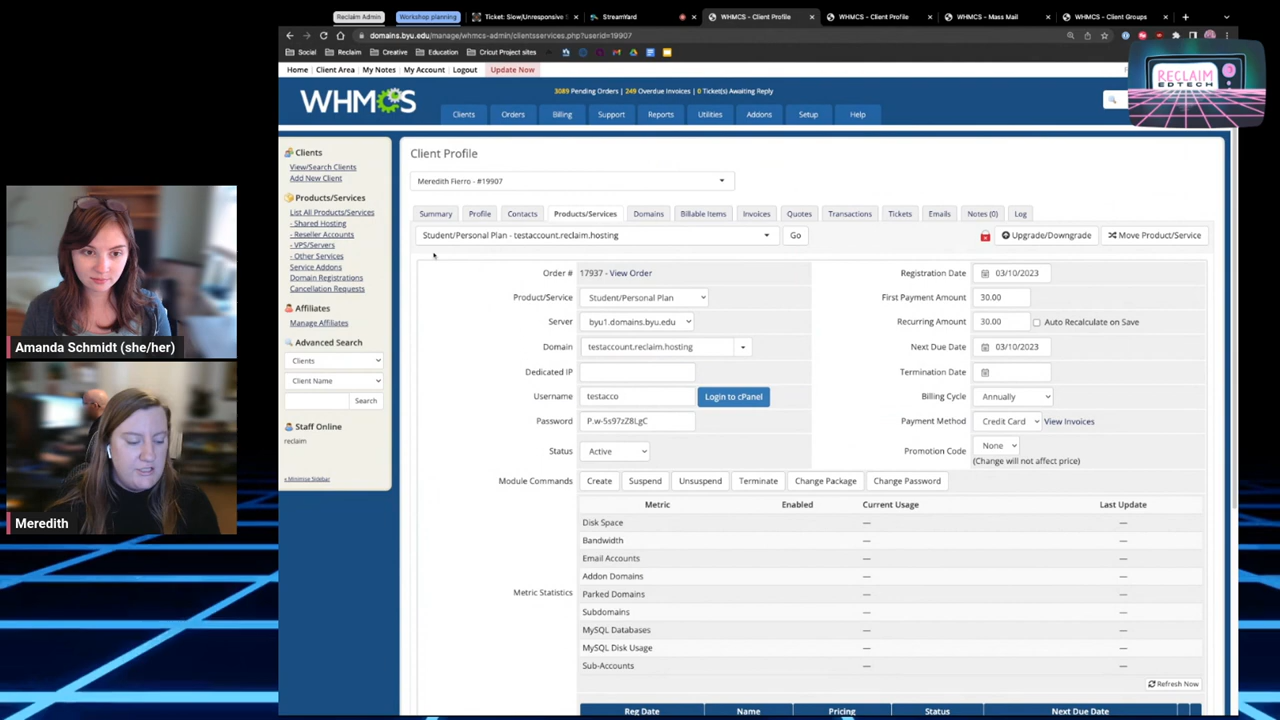 Reclaim Admin
Workshop planning
Ticket: Slow/Unresponsive S
StreamYard
WHMCS - Client Profile
WHMCS - Client Profile
WHMCS - Mass Mail
WHMCS - Client Groups
domains.byu.edu/manage/whmcs-admin/clientsservices.php?userid=19907
Social
Reclaim
Creative
Education
Cricut Project sites
Home
Client Area
My Notes
My Account
Logout
Update Now
RECLAIM
EDTECH
WHMCS
3089 Pending Orders | 249 Overdue Invoices | 0 Ticket(s) Awaiting Reply
Clients
Orders
Billing
Support
Reports
Utilities
Addons
Setup
Help
Clients
View/Search Clients
Add New Client
Products/Services
List All Products/Services
- Shared Hosting
- Reseller Accounts
- VPS/Servers
- Other Services
Service Addons
Domain Registrations
Cancellation Requests
Affiliates
Manage Affiliates
Advanced Search
Clients
Client Name
Search
Staff Online
reclaim
« Minimise Sidebar
Client Profile
Meredith Fierro - #19907
Summary
Profile
Contacts
Products/Services
Domains
Billable Items
Invoices
Quotes
Transactions
Tickets
Emails
Notes (0)
Log
Student/Personal Plan - testaccount.reclaim.hosting
Go
Upgrade/Downgrade
Move Product/Service
Order # 17937 - View Order
Registration Date 03/10/2023
Product/Service Student/Personal Plan
First Payment Amount 30.00
Server byu1.domains.byu.edu
Recurring Amount 30.00 Auto Recalculate on Save
Domain testaccount.reclaim.hosting
Next Due Date 03/10/2023
Dedicated IP
Termination Date
Username testacco Login to cPanel
Billing Cycle Annually
Password P.w-5s97zZBLgC
Payment Method Credit Card View Invoices
Status Active
Promotion Code None
(Change will not affect price)
Module Commands Create Suspend Unsuspend Terminate Change Package Change Password
Metric Enabled Current Usage Last Update
Disk Space — —
Bandwidth — —
Email Accounts — —
Addon Domains — —
Metric Statistics
Parked Domains — —
Subdomains — —
MySQL Databases — —
MySQL Disk Usage — —
Sub-Accounts — —
Refresh Now
Reg Date Name Pricing Status Next Due Date
Amanda Schmidt (she/her)
Meredith